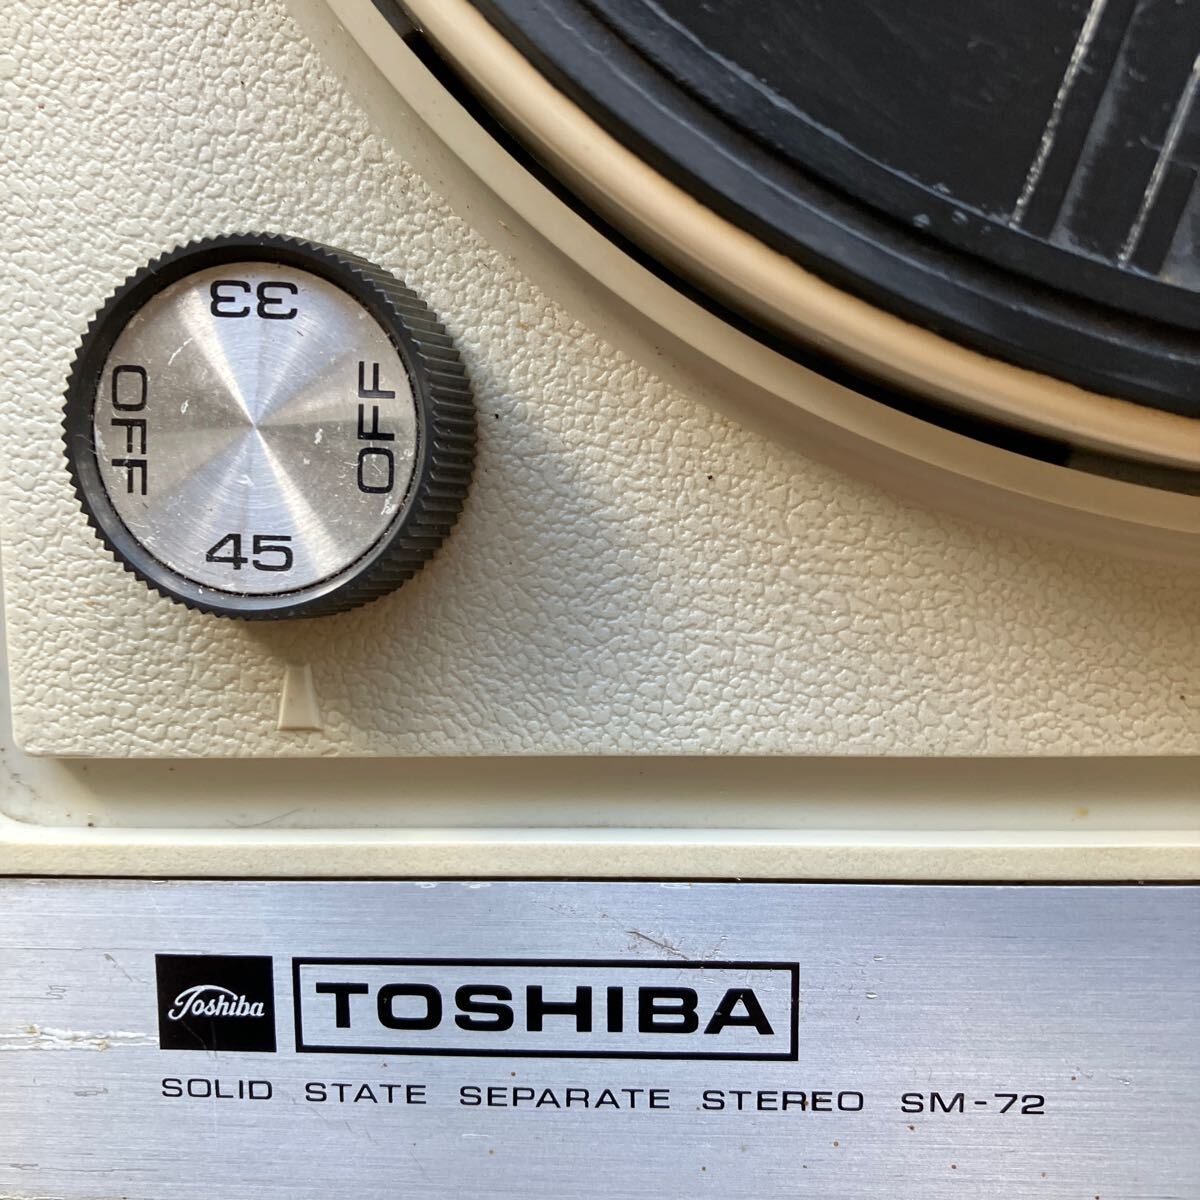 33
OFF
OFF
45
Toshiba
TOSHIBA
SOLID STATE SEPARATE STEREO SM-72